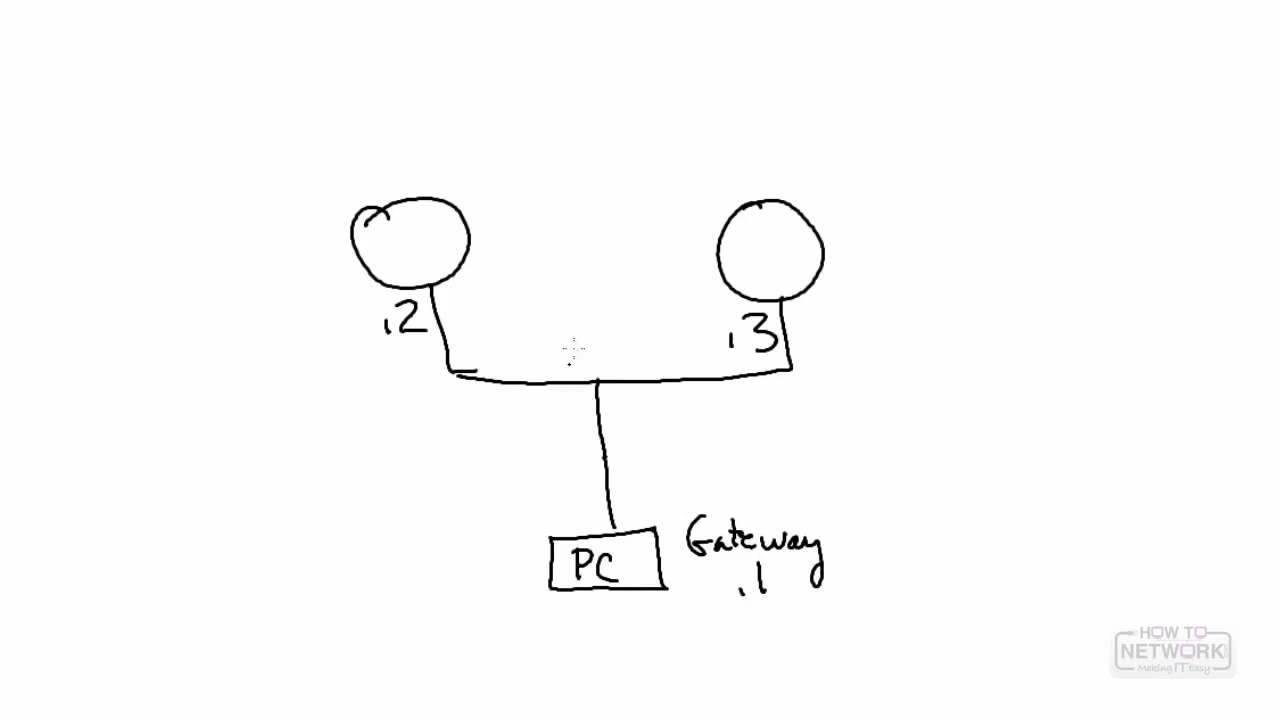 .2
.3
PC
Gateway
.1
HOW TO
NETWORK
Making IT Easy